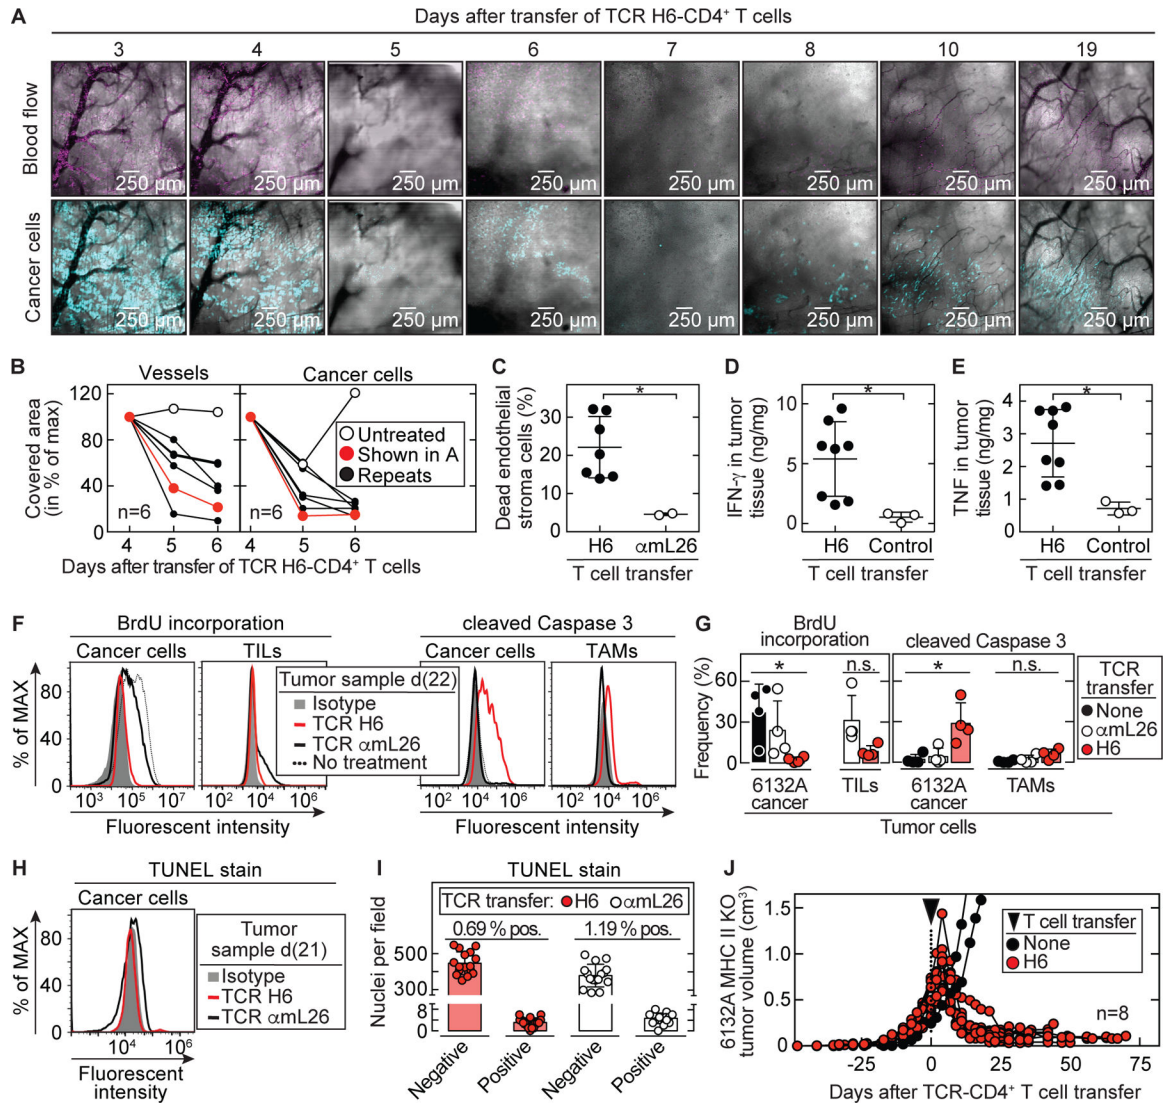 A
Days after transfer of TCR H6-CD4⁺ T cells
3 4 5 6 7 8 10 19
Blood flow
250 µm 250 µm 250 µm 250 µm 250 µm 250 µm 250 µm 250 µm
Cancer cells
250 µm 250 µm 250 µm 250 µm 250 µm 250 µm 250 µm 250 µm
B
Vessels
Cancer cells
Covered area
(in % of max)
120
80
40
0
Untreated
Shown in A
Repeats
n=6
n=6
4 5 6 4 5 6
Days after transfer of TCR H6-CD4⁺ T cells
C
Dead endothelial
stroma cells (%)
30
20
10
0
*
H6 αmL26
T cell transfer
D
IFN-γ in tumor
tissue (ng/mg)
10
5
0
*
H6 Control
T cell transfer
E
TNF in tumor
tissue (ng/mg)
4
3
2
1
0
*
H6 Control
T cell transfer
F
BrdU incorporation
cleaved Caspase 3
Cancer cells
TILs
Cancer cells
TAMs
% of MAX
Tumor sample d(22)
Isotype
TCR H6
TCR αmL26
No treatment
10³ 10⁵ 10⁷
10² 10⁴ 10⁶
10² 10⁴ 10⁶
10² 10⁴ 10⁶
Fluorescent intensity
Fluorescent intensity
G
BrdU
incorporation
cleaved Caspase 3
Frequency (%)
60
30
0
*
n.s.
*
n.s.
TCR
transfer
None
αmL26
H6
6132A
cancer
TILs
6132A
cancer
TAMs
Tumor cells
H
TUNEL stain
Cancer cells
% of MAX
Tumor
sample d(21)
Isotype
TCR H6
TCR αmL26
10⁴ 10⁶
Fluorescent
intensity
I
TUNEL stain
TCR transfer: H6 αmL26
0.69 % pos. 1.19 % pos.
Nuclei per field
500
300
8
0
Negative
Positive
Negative
Positive
J
6132A MHC II KO
tumor volume (cm³)
1.5
1.0
0.5
0
T cell transfer
None
H6
n=8
-25 0 25 50 75
Days after TCR-CD4⁺ T cell transfer